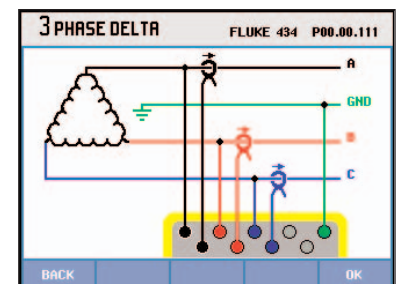 3 PHASE DELTA FLUKE 434 P00.00.111
A
GND
B
C
BACK OK